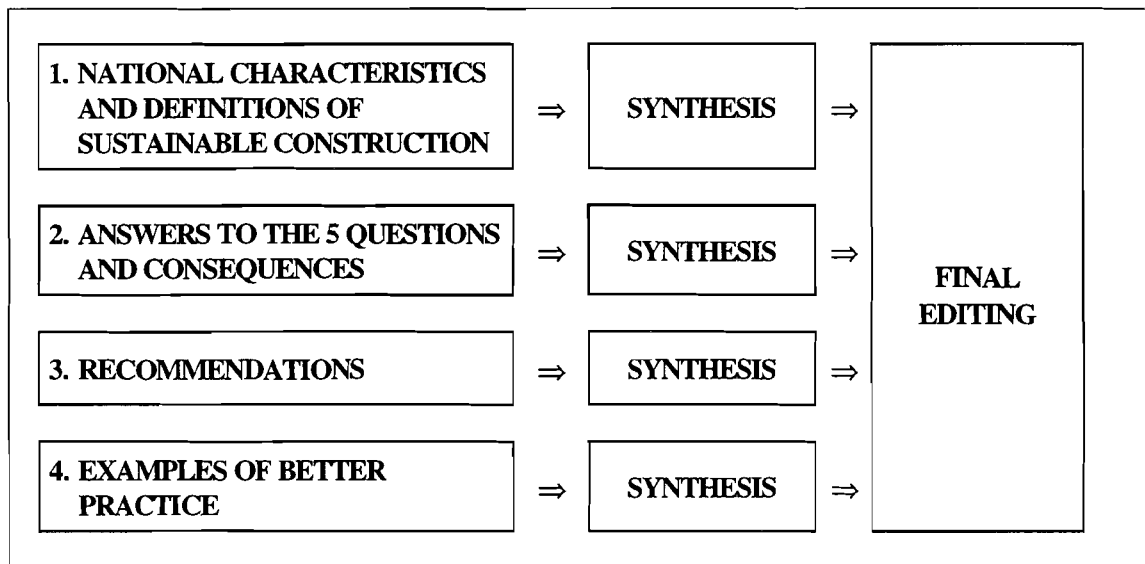 1. NATIONAL CHARACTERISTICS
AND DEFINITIONS OF
SUSTAINABLE CONSTRUCTION
⇒
SYNTHESIS
⇒
2. ANSWERS TO THE 5 QUESTIONS
AND CONSEQUENCES
⇒
SYNTHESIS
⇒
3. RECOMMENDATIONS
⇒
SYNTHESIS
⇒
4. EXAMPLES OF BETTER
PRACTICE
⇒
SYNTHESIS
⇒
FINAL
EDITING